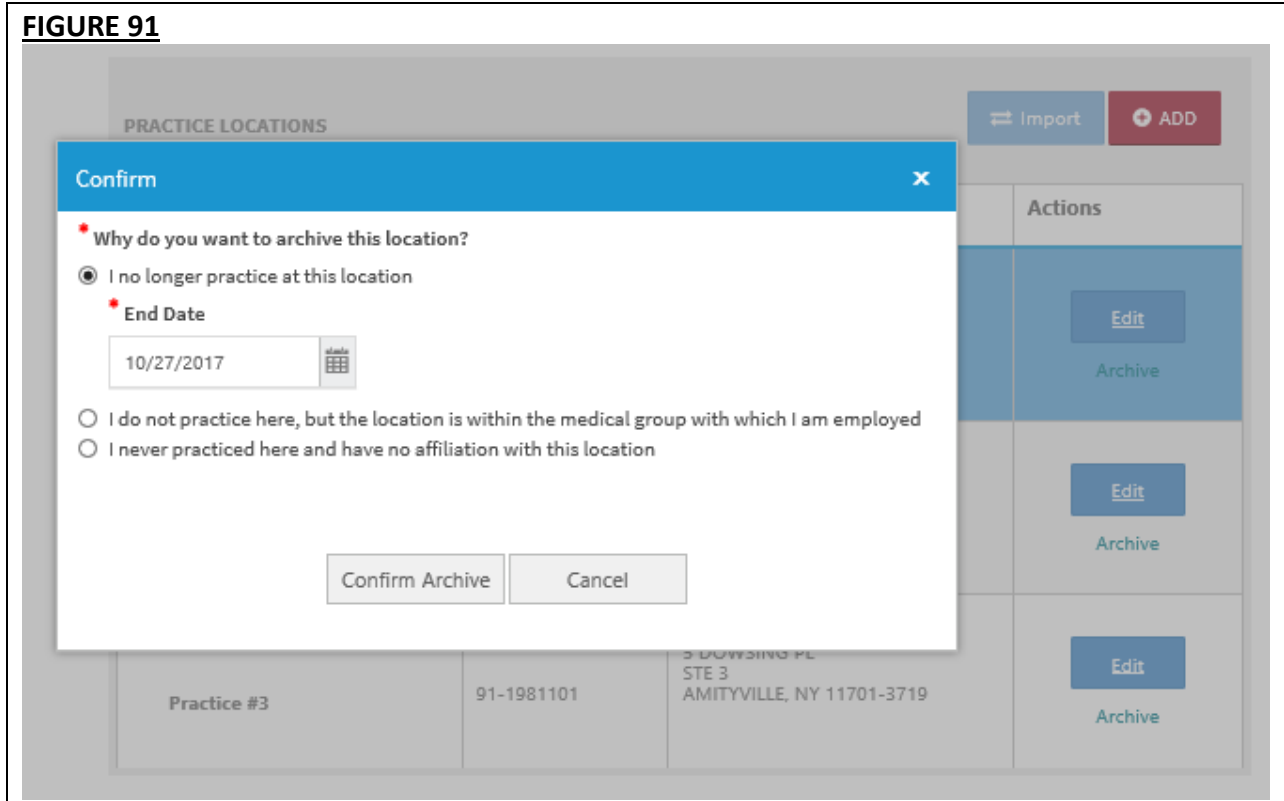 FIGURE 91
PRACTICE LOCATIONS
Import
ADD
Confirm
x
Actions
* Why do you want to archive this location?
I no longer practice at this location
* End Date
10/27/2017
I do not practice here, but the location is within the medical group with which I am employed
I never practiced here and have no affiliation with this location
Confirm Archive
Cancel
Edit
Archive
Edit
Archive
Practice #3
91-1981101
5 DOWSING PL
STE 3
AMITYVILLE, NY 11701-3719
Edit
Archive